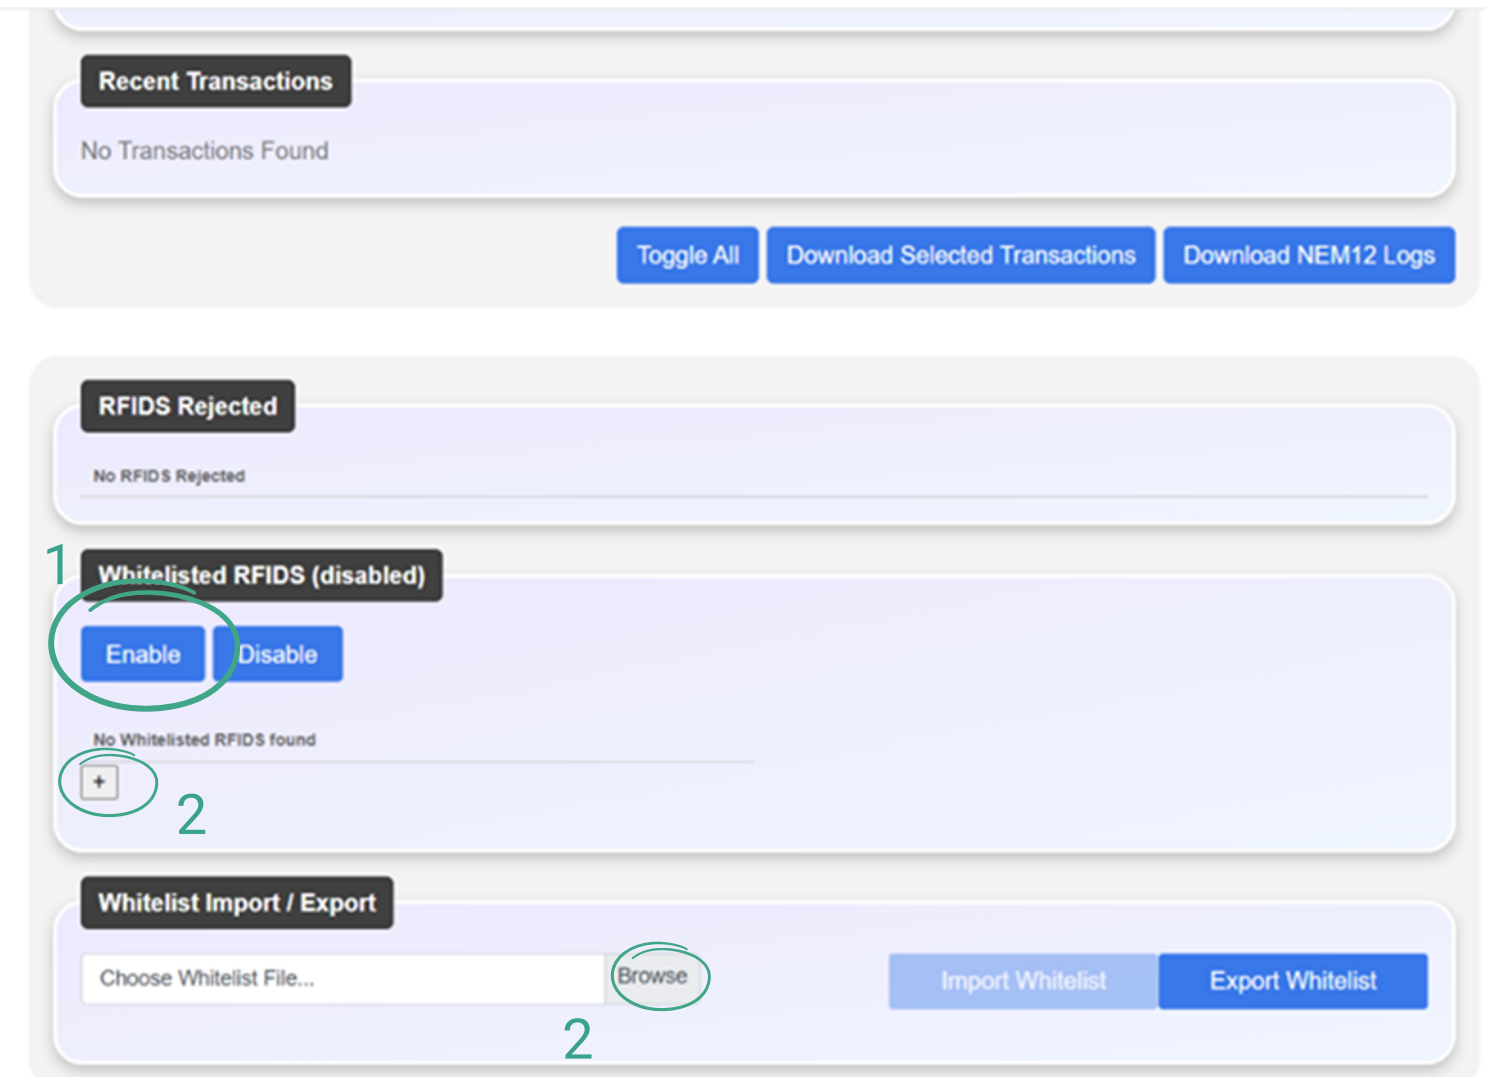 Recent Transactions
No Transactions Found
Toggle All Download Selected Transactions Download NEM12 Logs
RFIDS Rejected
No RFIDS Rejected
1
Whitelisted RFIDS (disabled)
Enable Disable
No Whitelisted RFIDS found
+
2
Whitelist Import / Export
Choose Whitelist File... Browse Import Whitelist Export Whitelist
2